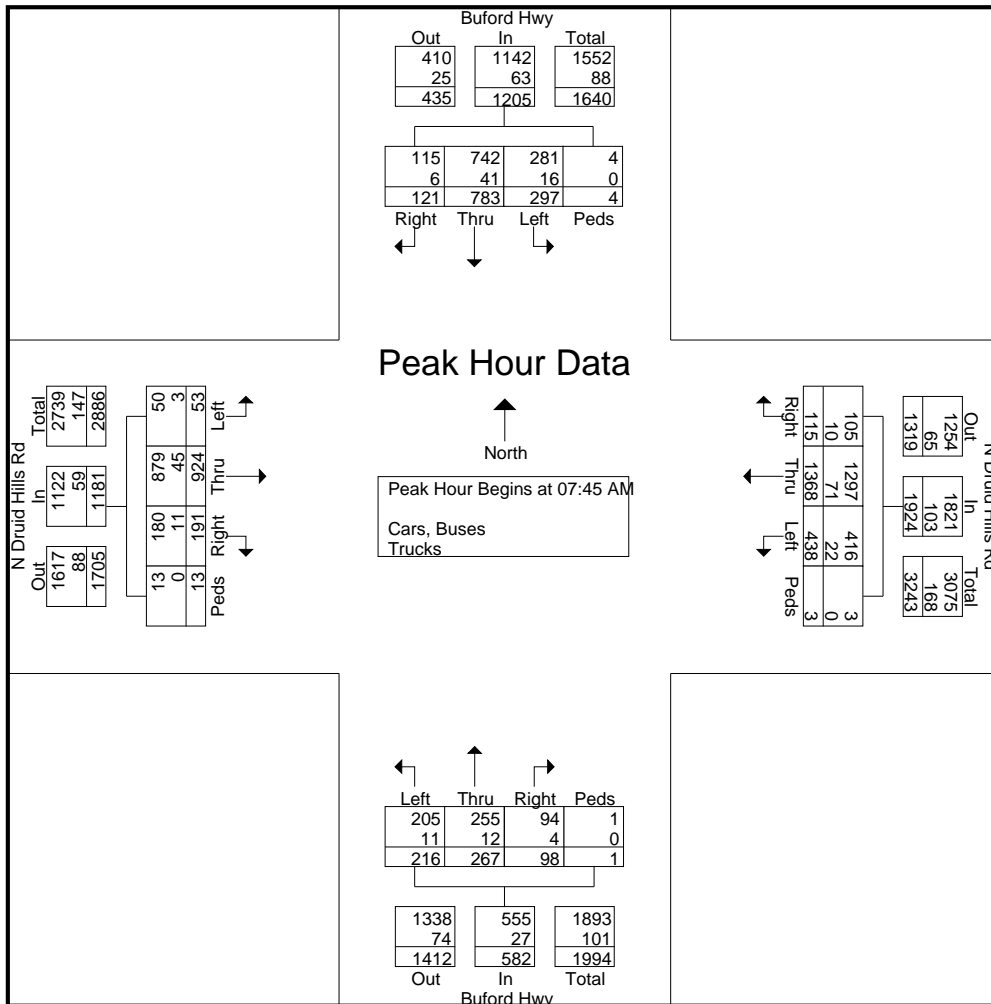 Buford Hwy
Out In Total
410 1142 1552
25 63 88
435 1205 1640
115 742 281 4
6 41 16 0
121 783 297 4
Right Thru Left Peds
Peak Hour Data
North
Peak Hour Begins at 07:45 AM
Cars, Buses
Trucks
N Druid Hills Rd
Out In Total
1617 1122 2739
88 59 147
1705 1181 2886
50 879 180 13
3 45 11 0
53 924 191 13
Left Thru Right Peds
N Druid Hills Rd
Out In Total
1254 1821 3075
65 103 168
1319 1924 3243
105 1297 416 3
10 71 22 0
115 1368 438 3
Right Thru Left Peds
Left Thru Right Peds
205 255 94 1
11 12 4 0
216 267 98 1
1338 555 1893
74 27 101
1412 582 1994
Out In Total
Buford Hwy